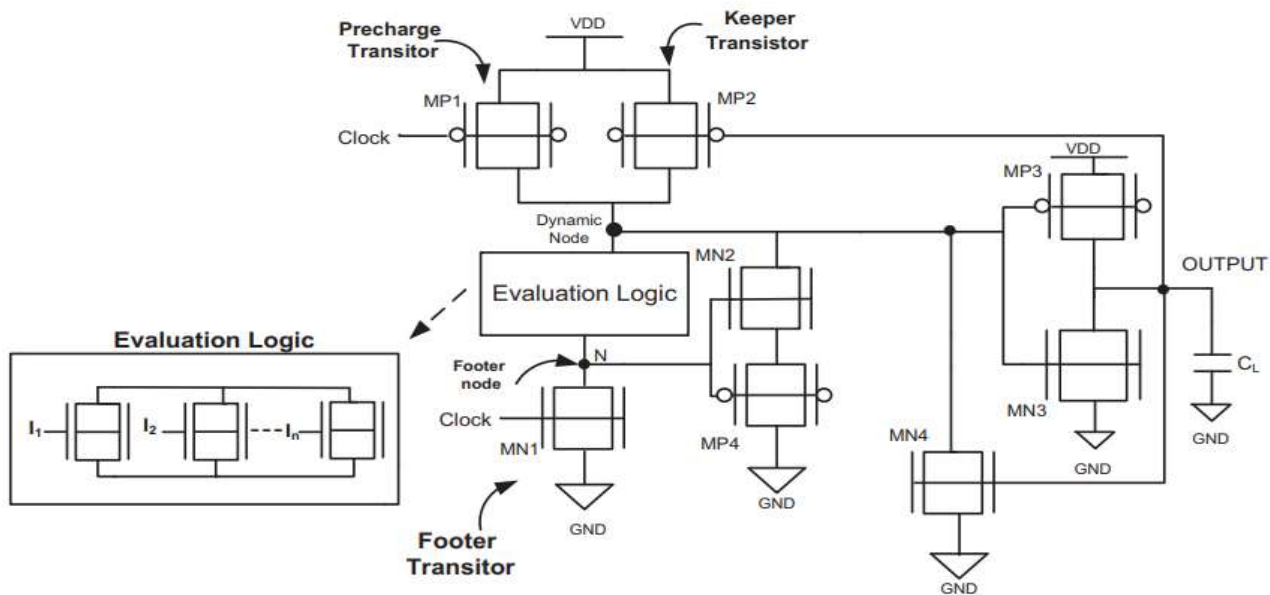 Precharge
Transitor
VDD
Keeper
Transistor
MP1
MP2
Clock
VDD
MP3
Dynamic
Node
MN2
OUTPUT
Evaluation Logic
Evaluation Logic
Footer
node
N
I1
I2
In
Clock
MN1
MP4
MN4
MN3
CL
GND
GND
GND
GND
GND
Footer
Transitor